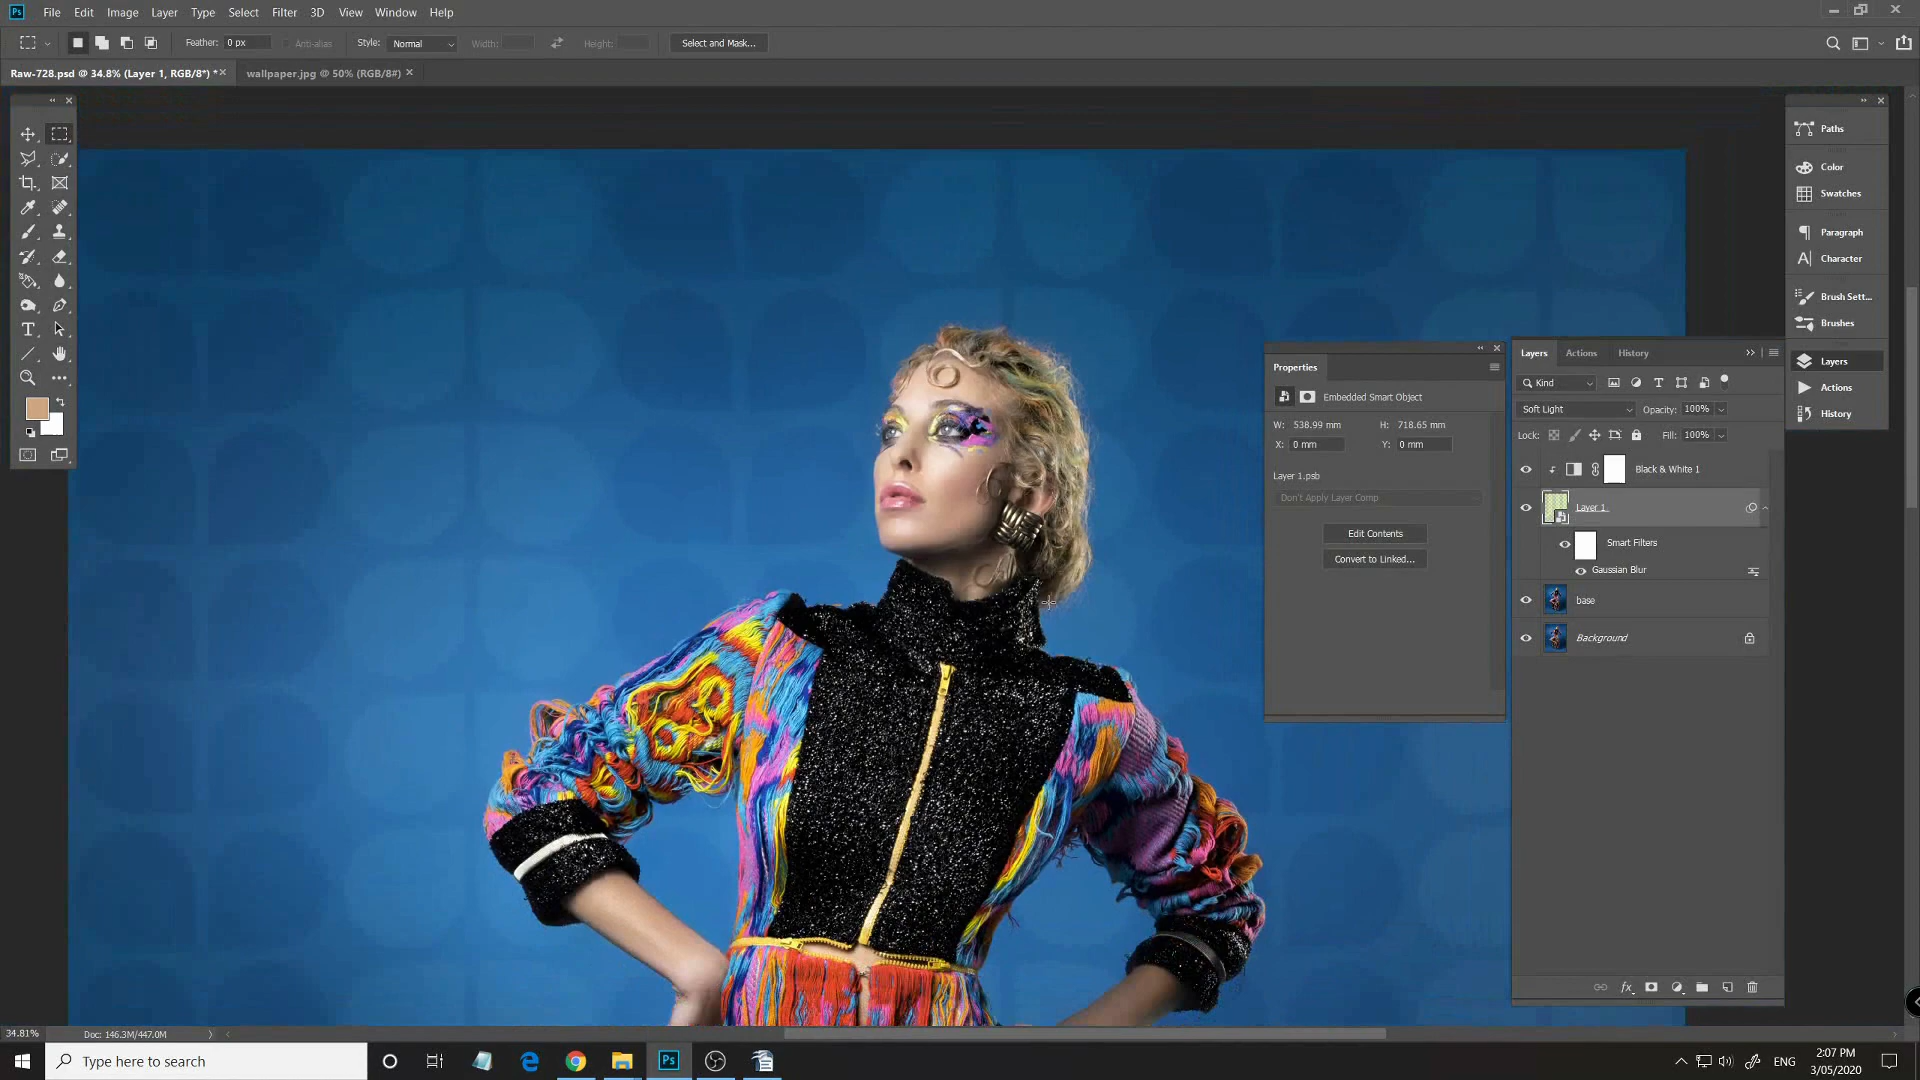 Ps File Edit Image Layer Type Select Filter 3D View Window Help
Feather: 0 px Anti-alias Style: Normal Width: Height: Select and Mask...
Raw-728.psd @ 34.8% (Layer 1, RGB/8*) * × wallpaper.jpg @ 50% (RGB/8#) ×
Paths
Color
Swatches
Paragraph
Character
Brush Sett...
Brushes
Layers
Actions
History
Properties
Embedded Smart Object
W: 538.99 mm H: 718.65 mm
X: 0 mm Y: 0 mm
Layer 1.psb
Don't Apply Layer Comp
Edit Contents
Convert to Linked...
Layers Actions History
Kind
Soft Light Opacity: 100%
Lock: Fill: 100%
Black & White 1
Layer 1
Smart Filters
Gaussian Blur
base
Background
fx
34.81% Doc: 146.3M/447.0M
Type here to search
Ps
ENG
2:07 PM
3/05/2020